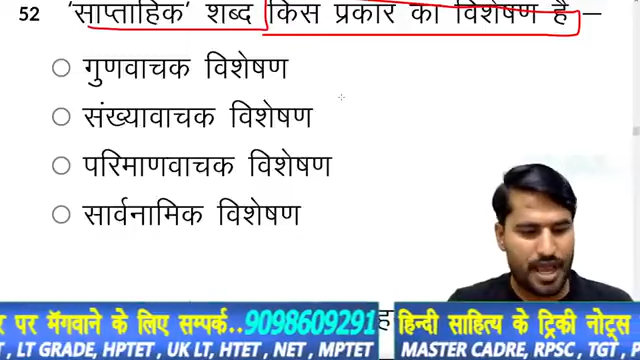 52 'साप्ताहिक' शब्द किस प्रकार का विशेषण है –
गुणवाचक विशेषण
संख्यावाचक विशेषण
परिमाणवाचक विशेषण
सार्वनामिक विशेषण
ह
र पर मॅगवाने के लिए सम्पर्क..9098609291 हिन्दी साहित्य के ट्रिकी नोट्स
T, LT GRADE, HPTET, UK LT, HTET, NET, MPTET MASTER CADRE, RPSC, TGT,